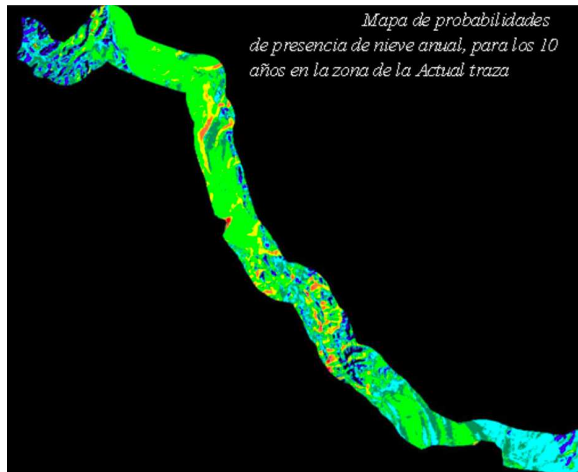 Mapa de probabilidades
de presencia de nieve anual, para los 10
años en la zona de la Actual traza